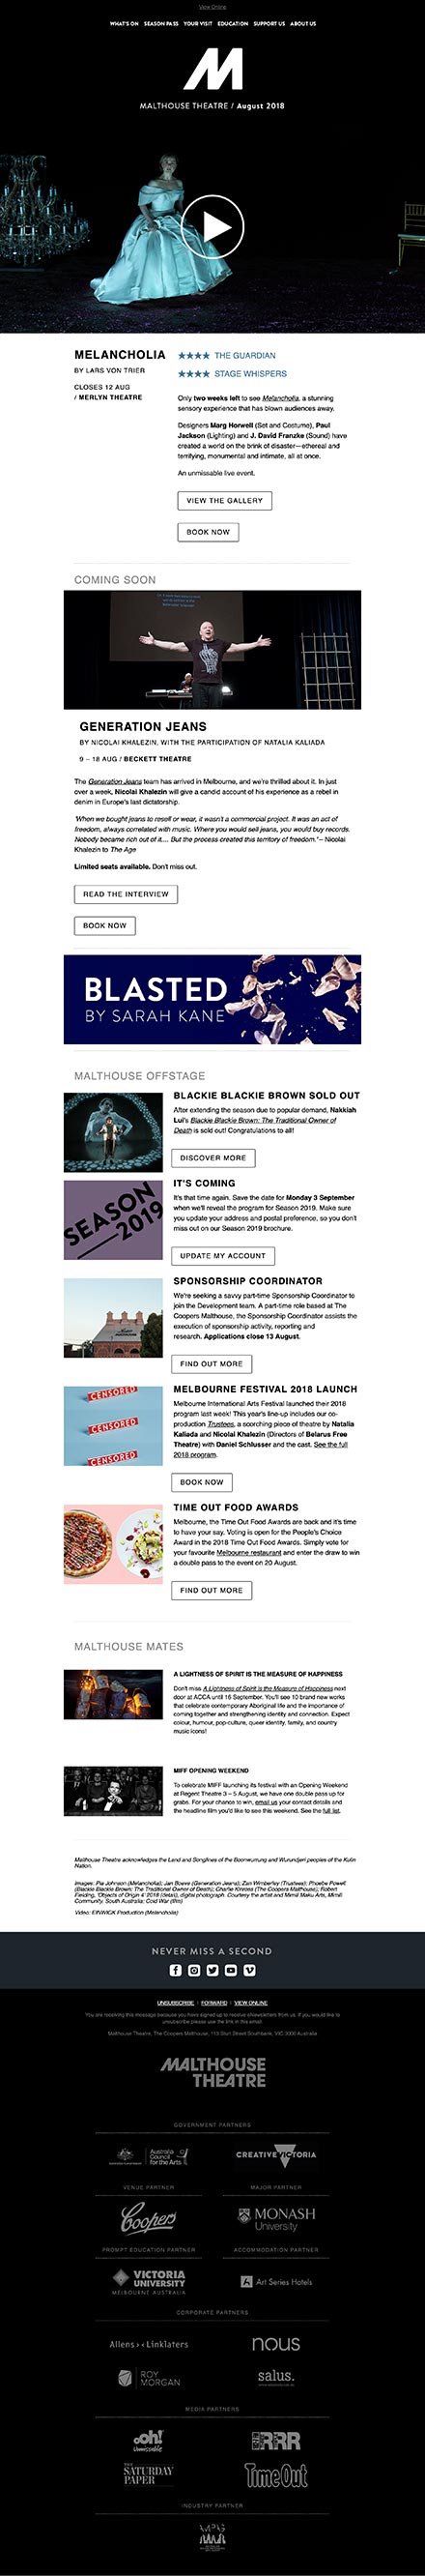 View Online
WHAT'S ON SEASON PASS YOUR VISIT EDUCATION SUPPORT US ABOUT US
M
MALTHOUSE THEATRE / August 2018
MELANCHOLIA
BY LARS VON TRIER
CLOSES 12 AUG
/ MERLYN THEATRE
★★★★ THE GUARDIAN
★★★★ STAGE WHISPERS
Only two weeks left to see Melancholia, a stunning
sensory experience that has blown audiences away.
Designers Marg Horwell (Set and Costume), Paul
Jackson (Lighting) and J. David Franzke (Sound) have
created a world on the brink of disaster—ethereal and
terrifying, monumental and intimate, all at once.
An unmissable live event.
VIEW THE GALLERY
BOOK NOW
COMING SOON
GENERATION JEANS
BY NICOLAI KHALEZIN, WITH THE PARTICIPATION OF NATALIA KALIADA
9 – 18 AUG / BECKETT THEATRE
The Generation Jeans team has arrived in Melbourne, and we're thrilled about it. In just
over a week, Nicolai Khalezin will give a candid account of his experience as a rebel in
denim in Europe's last dictatorship.
'When we bought jeans to resell or wear, it wasn't a commercial project. It was an act of
freedom, always correlated with music. Where you would sell jeans, you would buy records.
Nobody became rich out of it.... But the process created this territory of freedom.'– Nicolai
Khalezin to The Age
Limited seats available. Don't miss out.
READ THE INTERVIEW
BOOK NOW
BLASTED
BY SARAH KANE
MALTHOUSE OFFSTAGE
BLACKIE BLACKIE BROWN SOLD OUT
After extending the season due to popular demand, Nakkiah
Lui's Blackie Blackie Brown: The Traditional Owner of
Death is sold out! Congratulations to all!
DISCOVER MORE
SEASON
2019
IT'S COMING
It's that time again. Save the date for Monday 3 September
when we'll reveal the program for Season 2019. Make sure
you update your address and postal preference, so you don't
miss out on our Season 2019 brochure.
UPDATE MY ACCOUNT
SPONSORSHIP COORDINATOR
We're seeking a savvy part-time Sponsorship Coordinator to
join the Development team. A part-time role based at The
Coopers Malthouse, the Sponsorship Coordinator assists the
execution of sponsorship activity, reporting and
research. Applications close 13 August.
FIND OUT MORE
CENSORED
CENSORED
CENSORED
MELBOURNE FESTIVAL 2018 LAUNCH
Melbourne International Arts Festival launched their 2018
program last week! This year's line-up includes our co-
production Trustees, a scorching piece of theatre by Natalia
Kaliada and Nicolai Khalezin (Directors of Belarus Free
Theatre) with Daniel Schlusser and the cast. See the full
2018 program.
BOOK NOW
TIME OUT FOOD AWARDS
Melbourne, the Time Out Food Awards are back and it's time
to have your say. Voting is open for the People's Choice
Award in the 2018 Time Out Food Awards. Simply vote for
your favourite Melbourne restaurant and enter the draw to win
a double pass to the event on 20 August.
FIND OUT MORE
MALTHOUSE MATES
A LIGHTNESS OF SPIRIT IS THE MEASURE OF HAPPINESS
Don't miss A Lightness of Spirit is the Measure of Happiness next
door at ACCA until 16 September. You'll see 10 brand new works
that celebrate contemporary Aboriginal life and the importance of
coming together and strengthening identity and connection. Expect
colour, humour, pop-culture, queer identity, family, and country
music icons!
MIFF OPENING WEEKEND
To celebrate MIFF launching its festival with an Opening Weekend
at Regent Theatre 3 – 5 August, we have one double pass up for
grabs. For your chance to win, email us your contact details and
the headline film you'd like to see this weekend. See the full list.
Malthouse Theatre acknowledges the Land and Songlines of the Boonwurrung and Wurundjeri peoples of the Kulin
Nation.
Images: Pia Johnson (Melancholia); Jan Boeve (Generation Jeans); Zan Wimberley (Trustees); Phoebe Powell
(Blackie Blackie Brown: The Traditional Owner of Death); Charlie Kinross (The Coopers Malthouse); Robert
Fielding, 'Objects of Origin 4' 2018 (detail), digital photograph. Courtesy the artist and Mimili Maku Arts, Mimili
Community, South Australia; Cold War (film)
Video: EINWICK Production (Melancholia)
NEVER MISS A SECOND
UNSUBSCRIBE | FORWARD | VIEW ONLINE
You are receiving this message because you have signed up to receive eNewsletters from us. If you would like to
unsubscribe please use the link in this email.
Malthouse Theatre, The Coopers Malthouse, 113 Sturt Street Southbank, VIC 3006 Australia
MALTHOUSE
THEATRE
GOVERNMENT PARTNERS
Australia
Council
for the Arts
CREATIVE VICTORIA
VENUE PARTNER
MAJOR PARTNER
Coopers
MONASH
University
PROMPT EDUCATION PARTNER
ACCOMMODATION PARTNER
VICTORIA
UNIVERSITY
MELBOURNE AUSTRALIA
Art Series Hotels
CORPORATE PARTNERS
Allens > < Linklaters
nous
ROY
MORGAN
salus.
MEDIA PARTNERS
oOh!
Unmissable
RRR
THE
SATURDAY
PAPER
TimeOut
INDUSTRY PARTNER